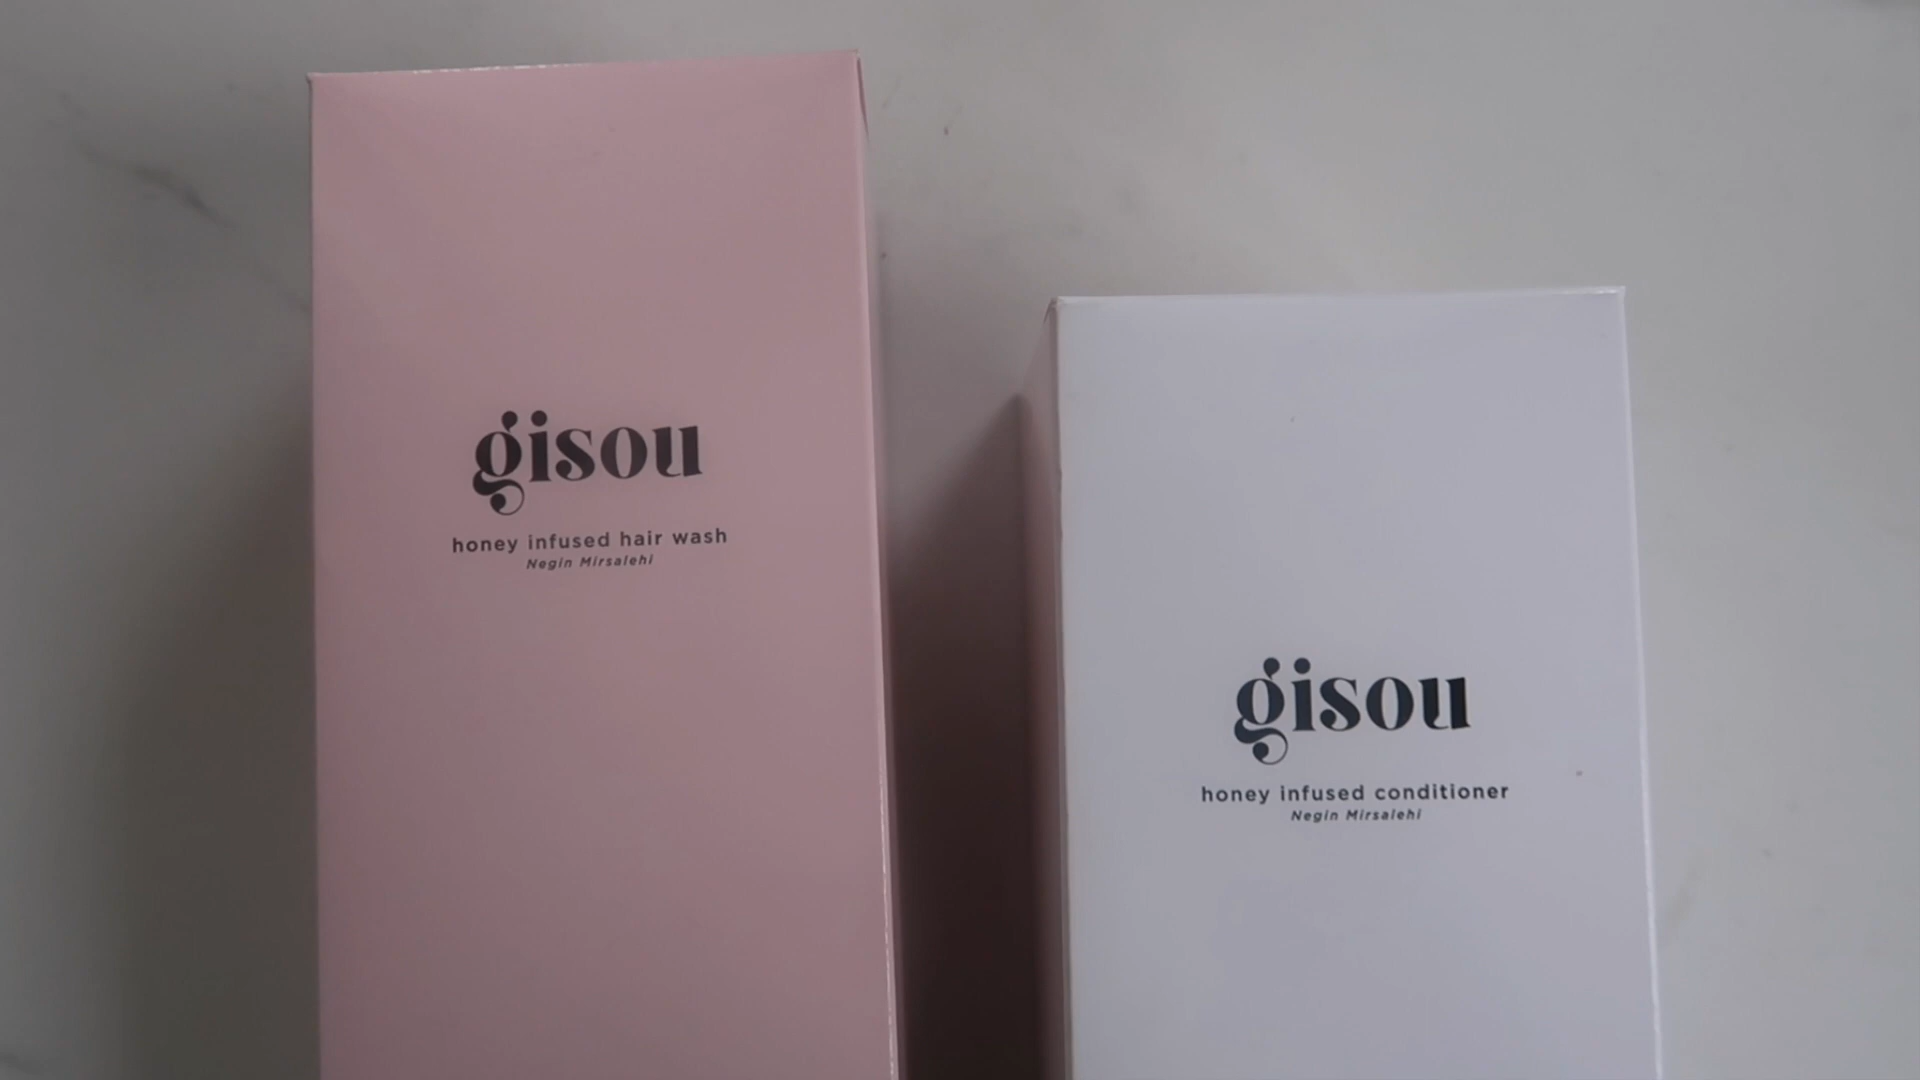 gisou
honey infused hair wash
Negin Mirsalehi
gisou
honey infused conditioner
Negin Mirsalehi